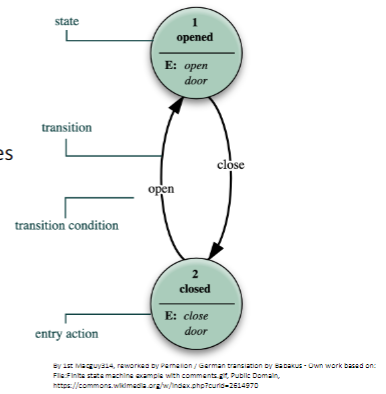 state
1
opened
E: open
door
transition
es
close
open
transition condition
2
closed
E: close
door
entry action
By 1st Macguy314, reworked by Perhelion / German translation by Babakus - Own work based on:
File:Finite state machine example with comments.gif, Public Domain,
https://commons.wikimedia.org/w/index.php?curid=2614970